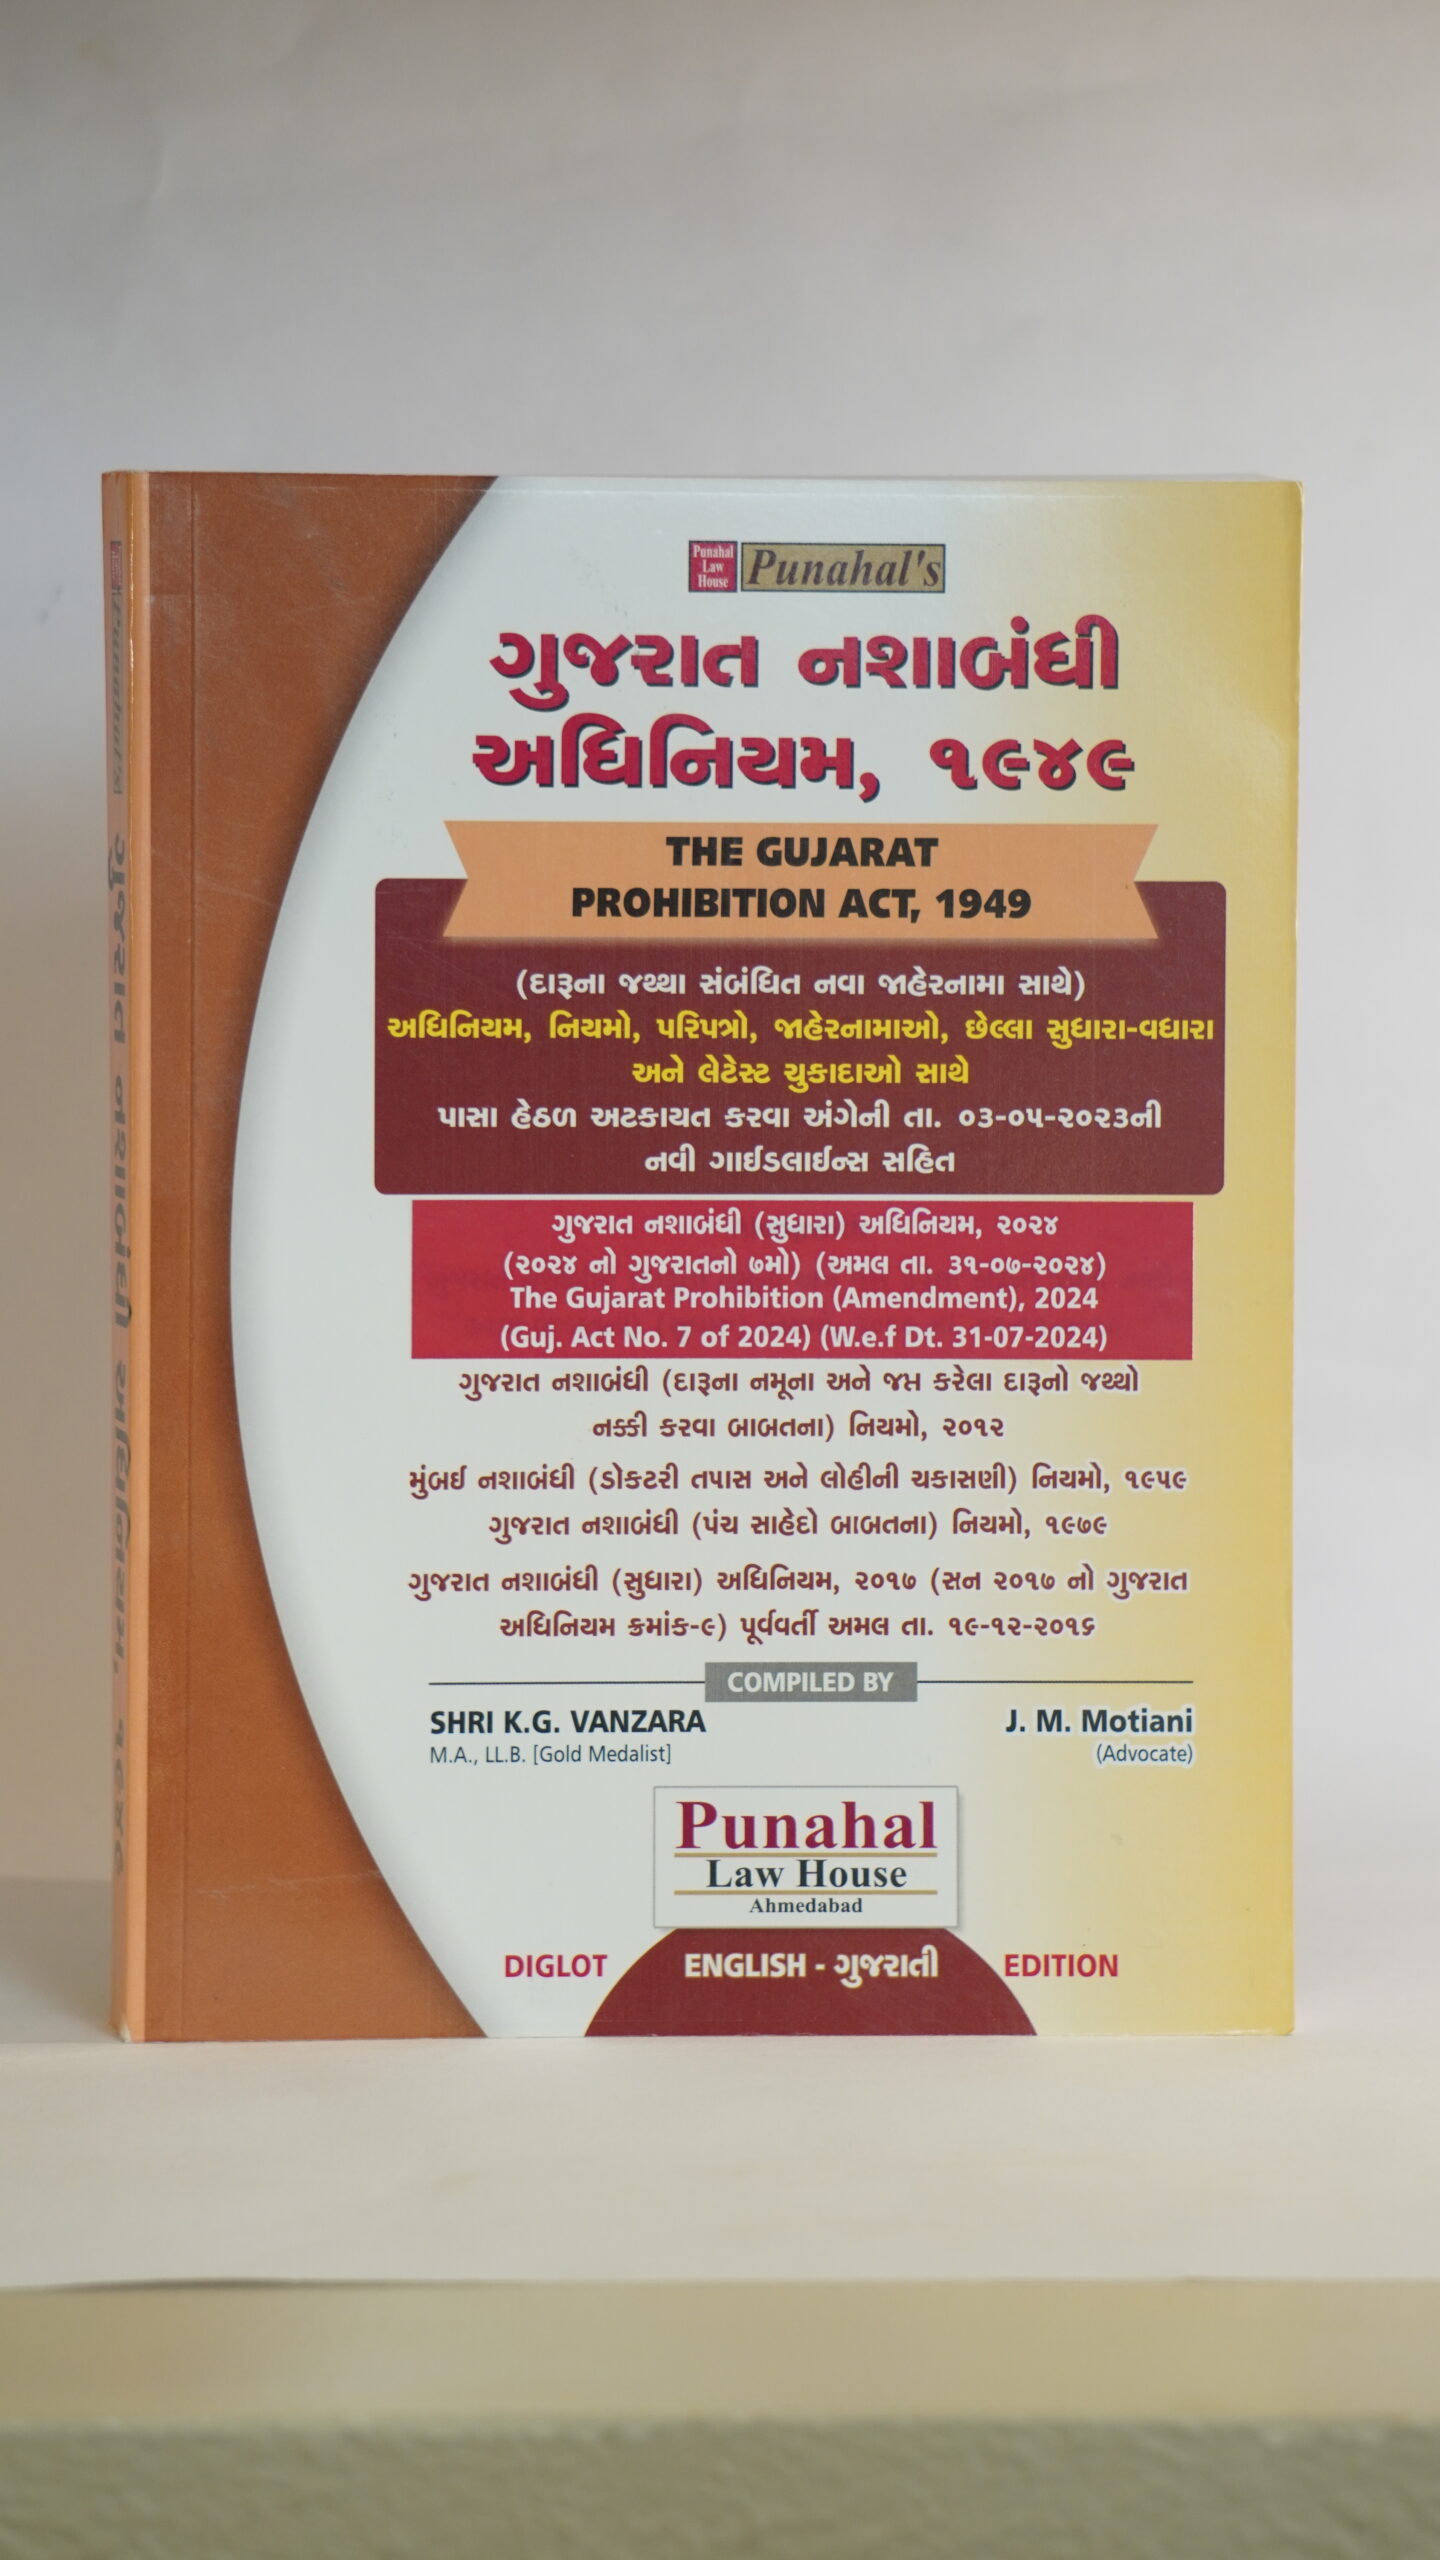 Punahal
Law
House
Punahal's
ગુજરાત નશાબંધી
અધિનિયમ, ૧૯૪૯
THE GUJARAT
PROHIBITION ACT, 1949
(દારૂના જથ્થા સંબંધિત નવા જાહેરનામા સાથે)
અધિનિયમ, નિયમો, પરિપત્રો, જાહેરનામાઓ, છેલ્લા સુધારા-વધારા
અને લેટેસ્ટ ચુકાદાઓ સાથે
પાસા હેઠળ અટકાયત કરવા અંગેની તા. ૦૩-૦૫-૨૦૨૩ની
નવી ગાઈડલાઈન્સ સહિત
ગુજરાત નશાબંધી (સુધારા) અધિનિયમ, ૨૦૨૪
(૨૦૨૪ નો ગુજરાતનો ૭મો) (અમલ તા. ૩૧-૦૭-૨૦૨૪)
The Gujarat Prohibition (Amendment), 2024
(Guj. Act No. 7 of 2024) (W.e.f Dt. 31-07-2024)
ગુજરાત નશાબંધી (દારૂના નમૂના અને જપ્ત કરેલા દારૂનો જથ્થો
નક્કી કરવા બાબતના) નિયમો, ૨૦૧૨
મુંબઈ નશાબંધી (ડોકટરી તપાસ અને લોહીની ચકાસણી) નિયમો, ૧૯૫૯
ગુજરાત નશાબંધી (પંચ સાહેદો બાબતના) નિયમો, ૧૯૭૯
ગુજરાત નશાબંધી (સુધારા) અધિનિયમ, ૨૦૧૭ (સન ૨૦૧૭ નો ગુજરાત
અધિનિયમ ક્રમાંક-૯) પૂર્વવર્તી અમલ તા. ૧૯-૧૨-૨૦૧૬
COMPILED BY
SHRI K.G. VANZARA
M.A., LL.B. [Gold Medalist]
J. M. Motiani
(Advocate)
Punahal
Law House
Ahmedabad
DIGLOT ENGLISH - ગુજરાતી EDITION
Punahal's ગુજરાત નશાબંધી અધિનિયમ, ૧૯૪૯